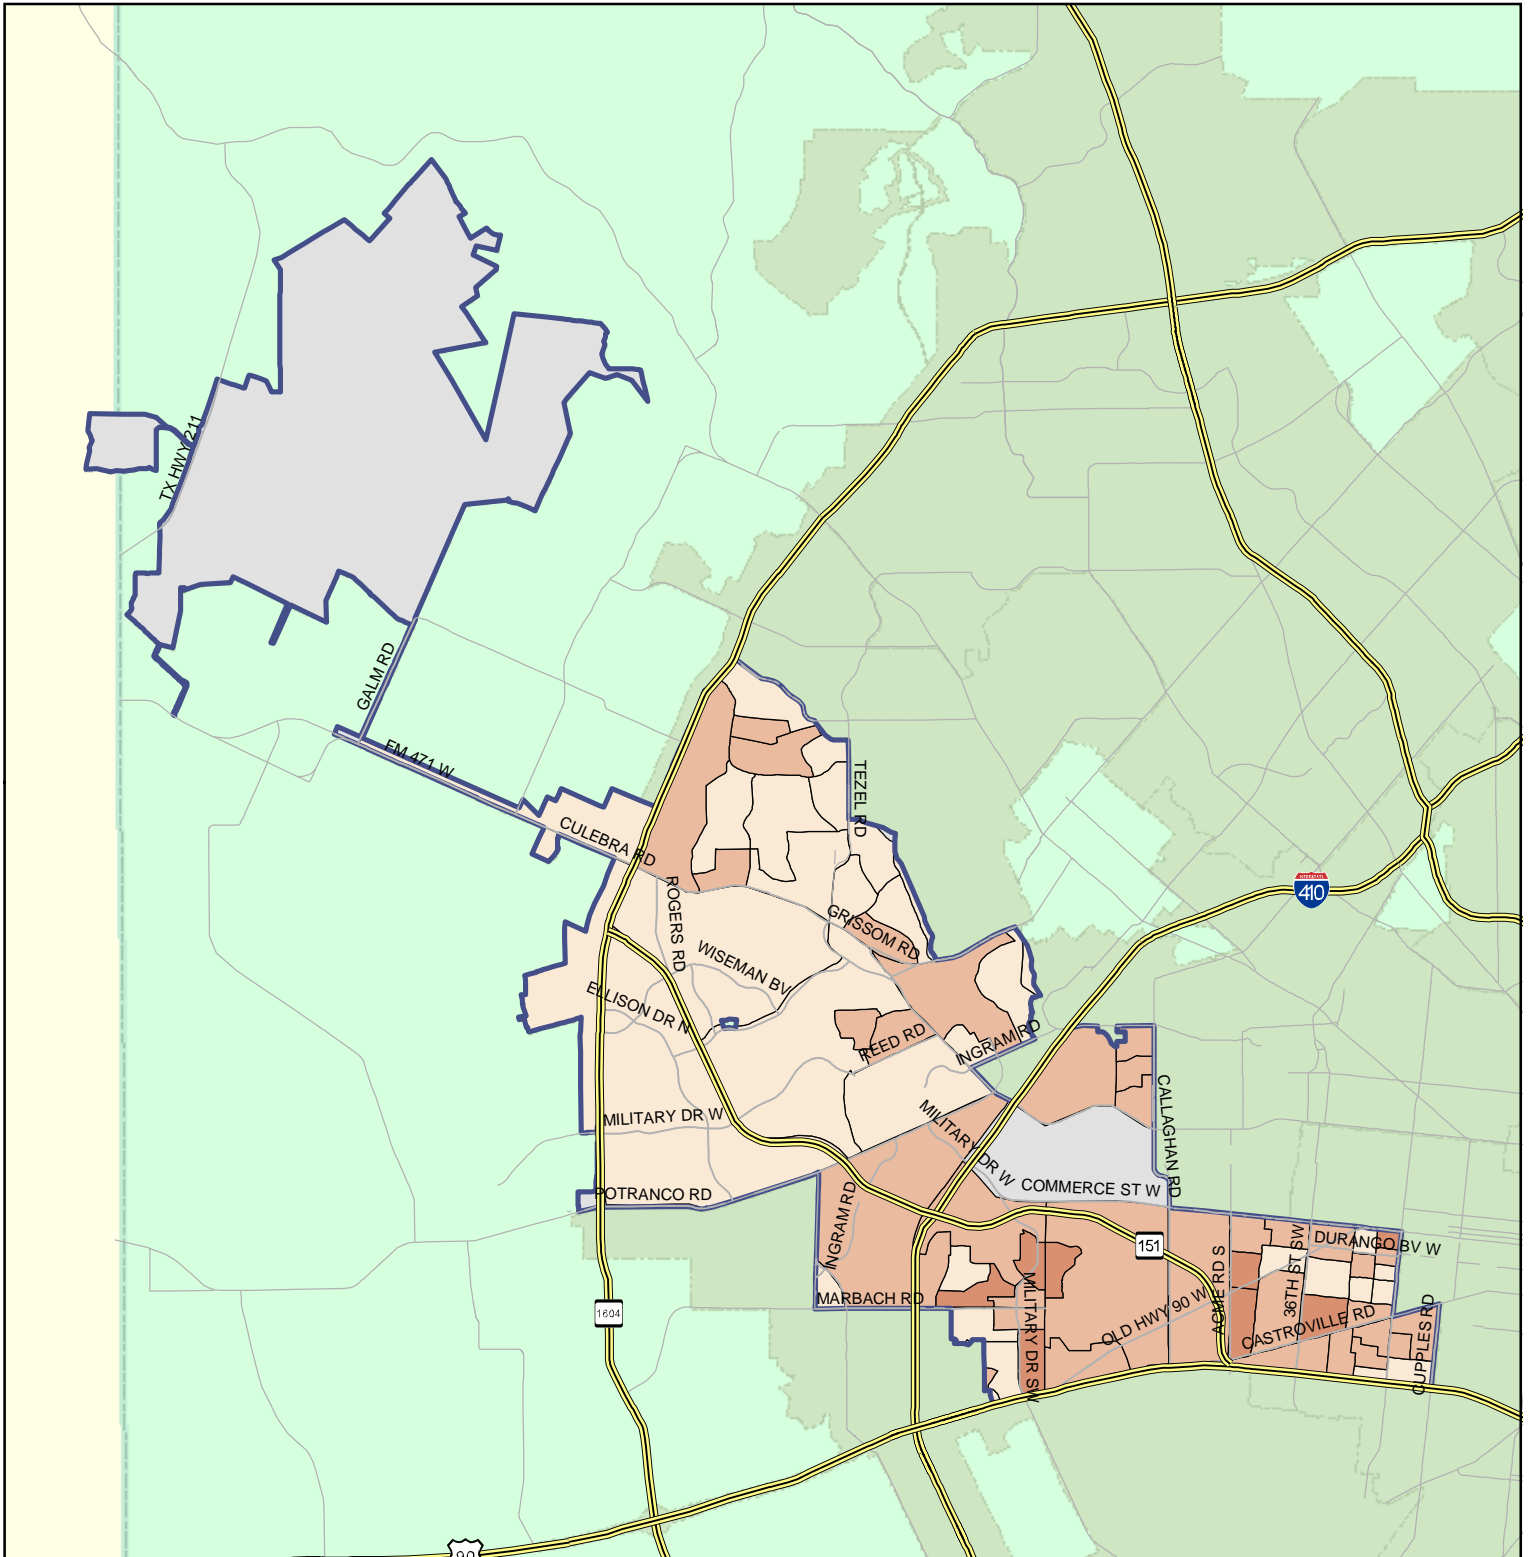 TX HWY 211
GALM RD
FM 471 W
TEZEL RD
CULEBRA RD
ROGERS RD
GRISSOM RD
INTERSTATE
410
WISEMAN BV
ELLISON DR N
REED RD
INGRAM RD
MILITARY DR W
MILITARY DR W
CALLAGHAN RD
COMMERCE ST W
POTRANCO RD
INGRAM RD
151
DURANGO BV W
36TH ST SW
ACME RD S
MARBACH RD
MILITARY DR SW
OLD HWY 90 W
CASTROVILLE RD
CUPPLES RD
1604
90